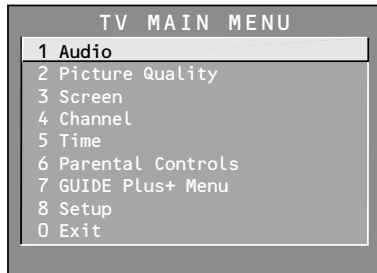 TV MAIN MENU
1 Audio
2 Picture Quality
3 Screen
4 Channel
5 Time
6 Parental Controls
7 GUIDE Plus+ Menu
8 Setup
0 Exit